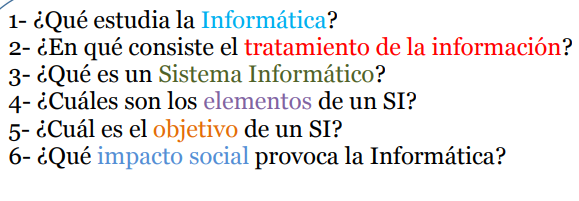 1- ¿Qué estudia la Informática?
2- ¿En qué consiste el tratamiento de la información?
3- ¿Qué es un Sistema Informático?
4- ¿Cuáles son los elementos de un SI?
5- ¿Cuál es el objetivo de un SI?
6- ¿Qué impacto social provoca la Informática?